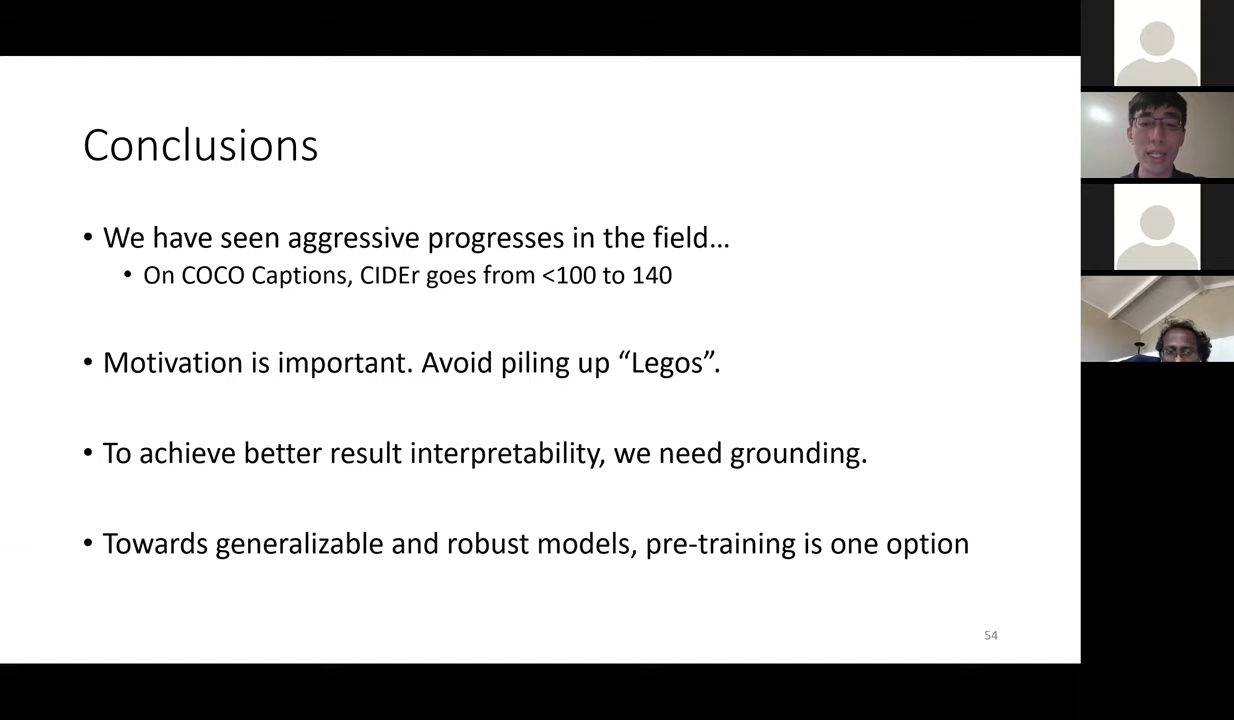 Conclusions
• We have seen aggressive progresses in the field…
• On COCO Captions, CIDEr goes from <100 to 140
• Motivation is important. Avoid piling up “Legos”.
• To achieve better result interpretability, we need grounding.
• Towards generalizable and robust models, pre-training is one option
54